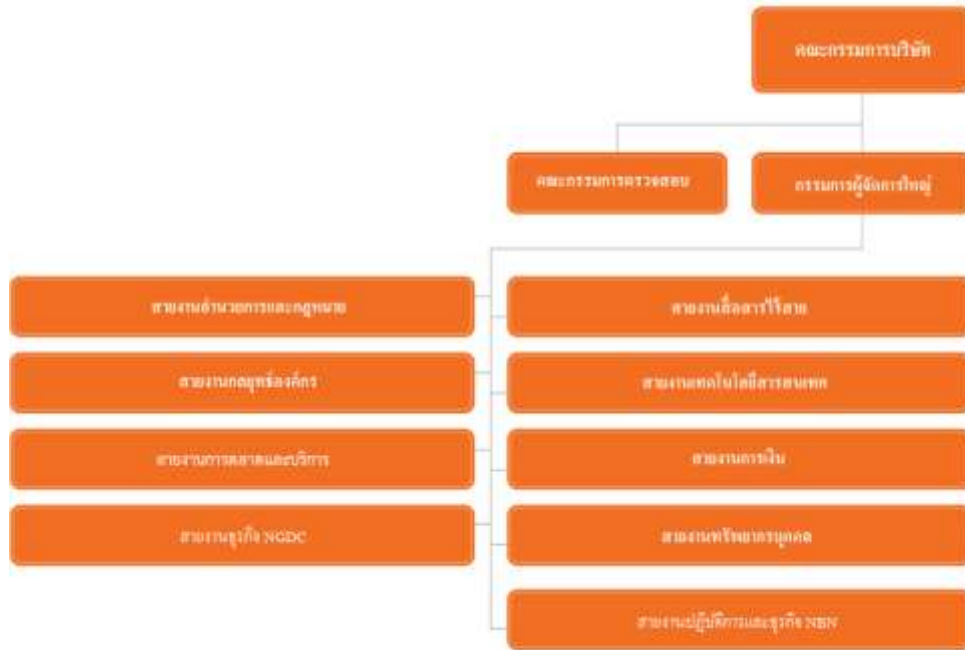 คณะกรรมการบริษัท
คณะกรรมการตรวจสอบ
กรรมการผู้จัดการใหญ่
สายงานอำนวยการและกฎหมาย
สายงานสื่อสารไร้สาย
สายงานกลยุทธ์องค์กร
สายงานเทคโนโลยีสารสนเทศ
สายงานการตลาดและบริการ
สายงานการเงิน
สายงานธุรกิจ NGDC
สายงานทรัพยากรบุคคล
สายงานปฏิบัติการและธุรกิจ NBN